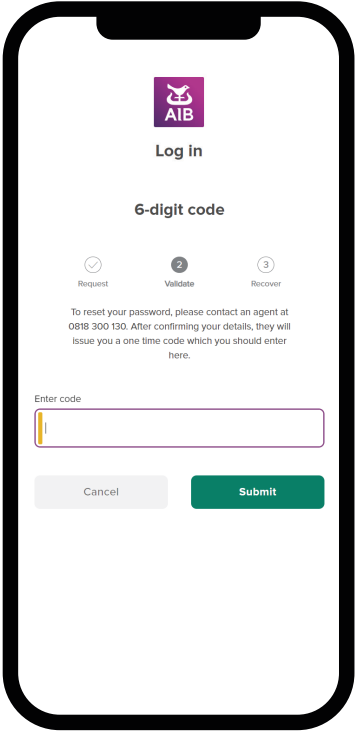 AIB
Log in
6-digit code
2
3
Request
Validate
Recover
To reset your password, please contact an agent at
0818 300 130. After confirming your details, they will
issue you a one time code which you should enter
here.
Enter code
Cancel
Submit